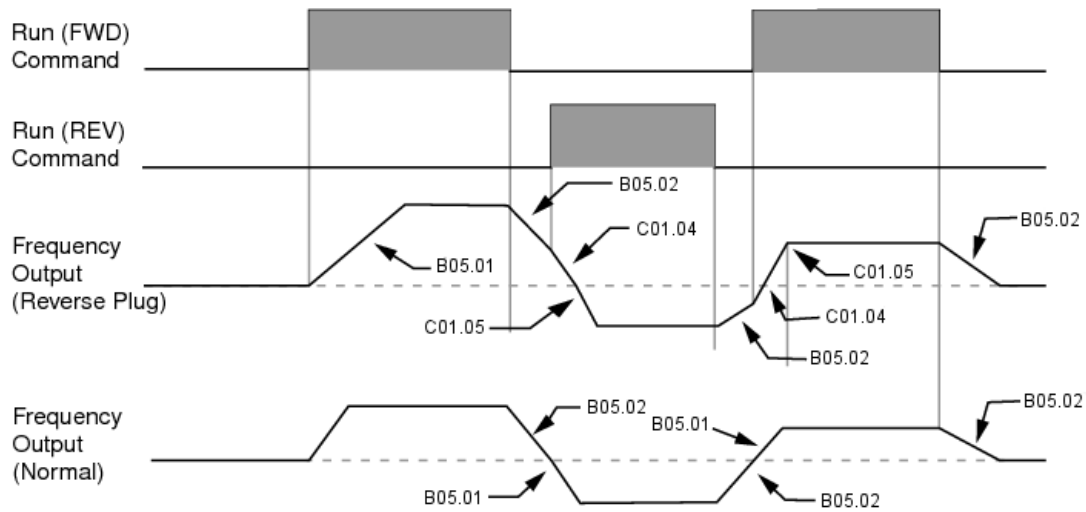 Run (FWD)
Command
Run (REV)
Command
B05.02
C01.04
B05.02
Frequency
Output
(Reverse Plug)
B05.01
C01.05
C01.05
C01.04
B05.02
Frequency
Output
(Normal)
B05.02
B05.01
B05.02
B05.01
B05.02